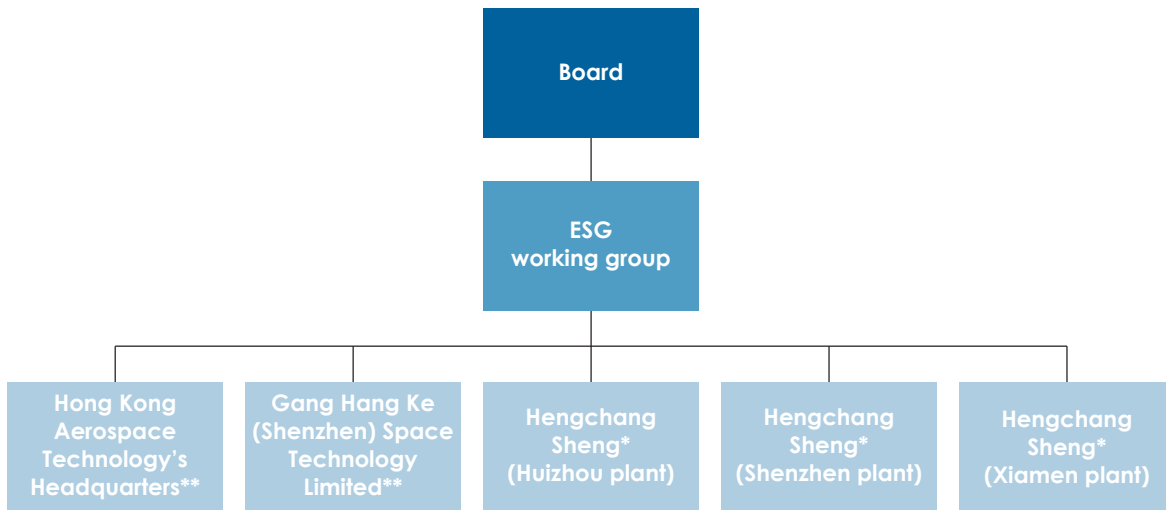 Board
ESG
working group
Hong Kong
Aerospace
Technology’s
Headquarters**
Gang Hang Ke
(Shenzhen) Space
Technology
Limited**
Hengchang
Sheng*
(Huizhou plant)
Hengchang
Sheng*
(Shenzhen plant)
Hengchang
Sheng*
(Xiamen plant)